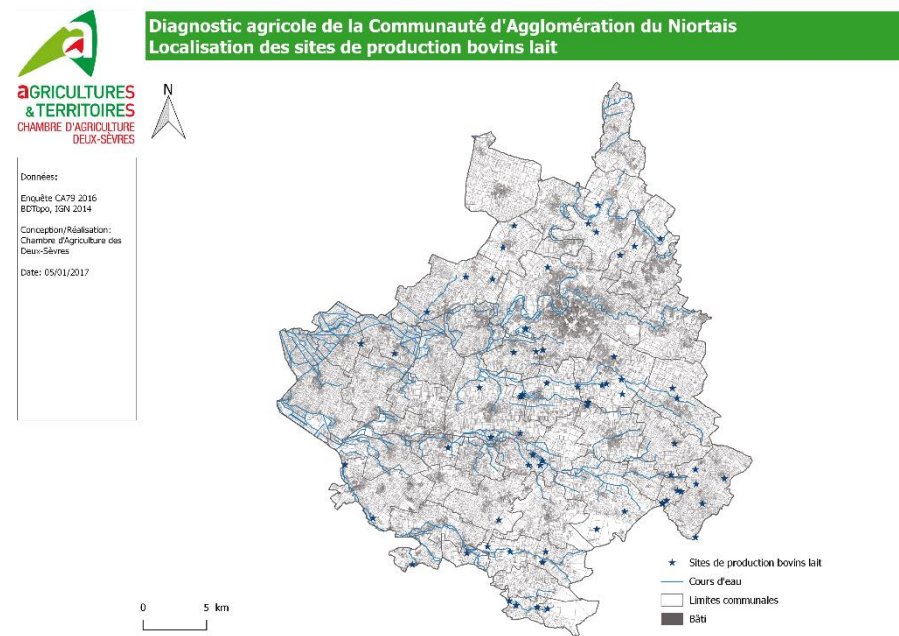 Diagnostic agricole de la Communauté d'Agglomération du Niortais
Localisation des sites de production bovins lait
aGRICULTURES
& TERRITOIRES
CHAMBRE D'AGRICULTURE
DEUX-SÈVRES
N
Données:
Enquête CA79 2016
BDTopo, IGN 2014
Conception/Réalisation:
Chambre d'Agriculture des
Deux-Sèvres
Date: 05/01/2017
Sites de production bovins lait
Cours d'eau
Limites communales
Bâti
0 5 km